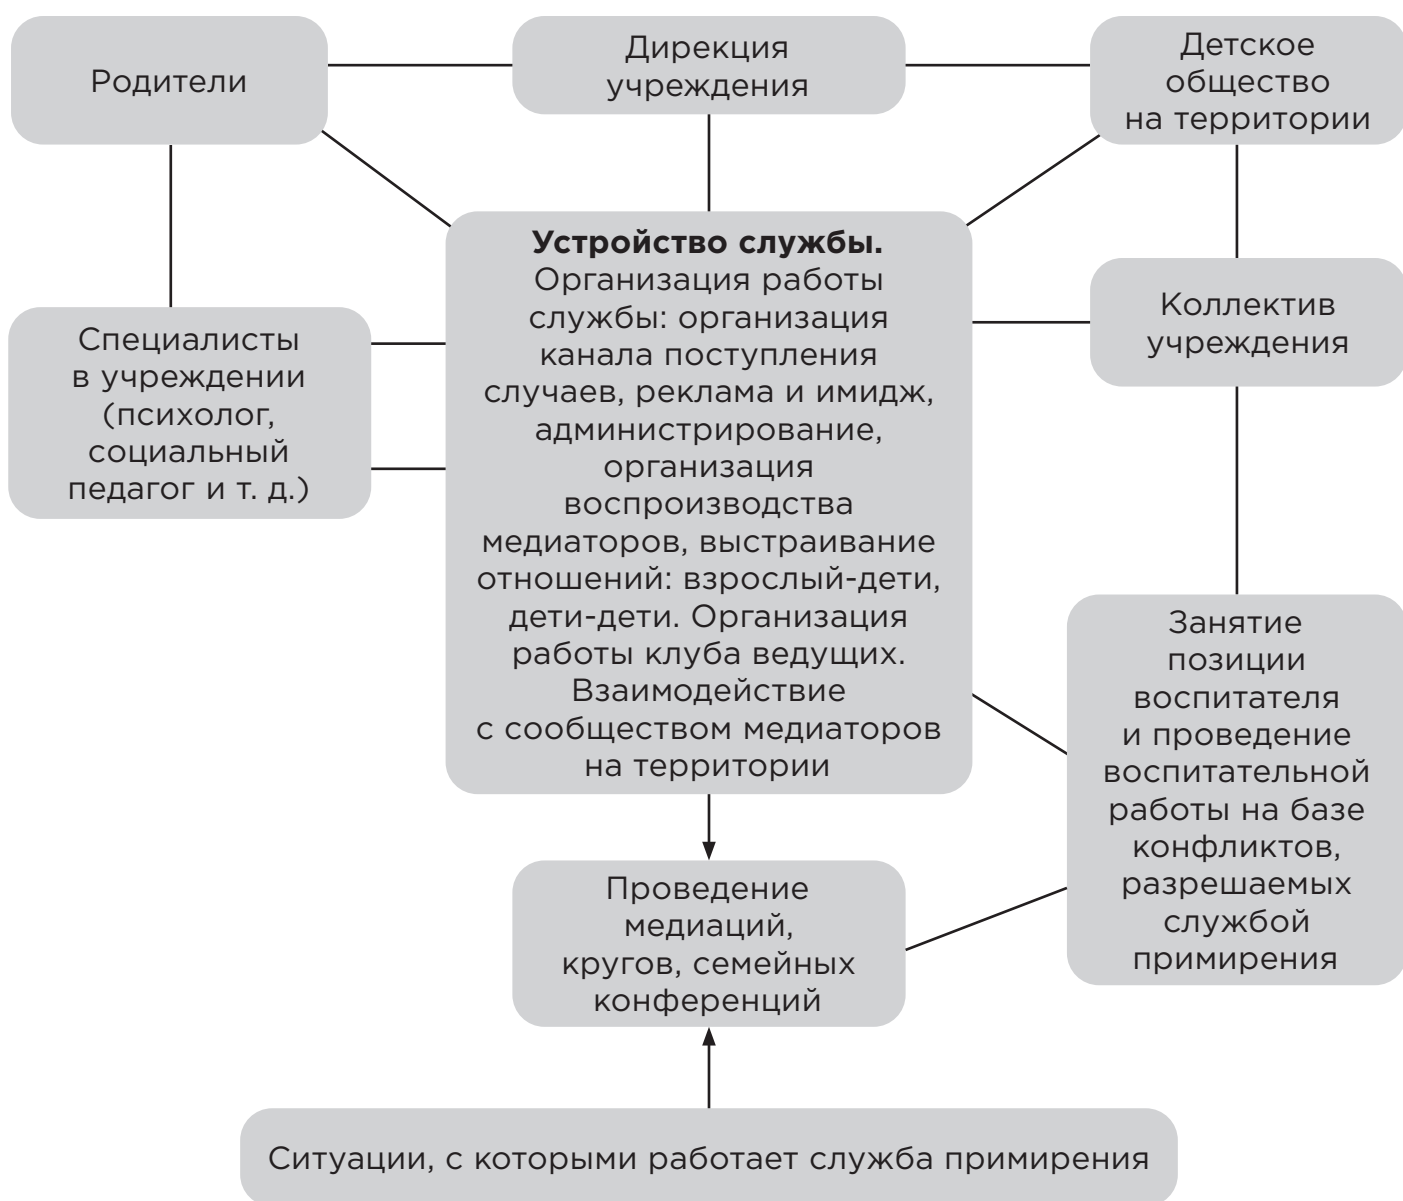 Родители
Дирекция
учреждения
Детское
общество
на территории
Устройство службы.
Организация работы
службы: организация
канала поступления
случаев, реклама и имидж,
администрирование,
организация
воспроизводства
медиаторов, выстраивание
отношений: взрослый-дети,
дети-дети. Организация
работы клуба ведущих.
Взаимодействие
с сообществом медиаторов
на территории
Специалисты
в учреждении
(психолог,
социальный
педагог и т. д.)
Коллектив
учреждения
Занятие
позиции
воспитателя
и проведение
воспитательной
работы на базе
конфликтов,
разрешаемых
службой
примирения
Проведение
медиаций,
кругов, семейных
конференций
Ситуации, с которыми работает служба примирения